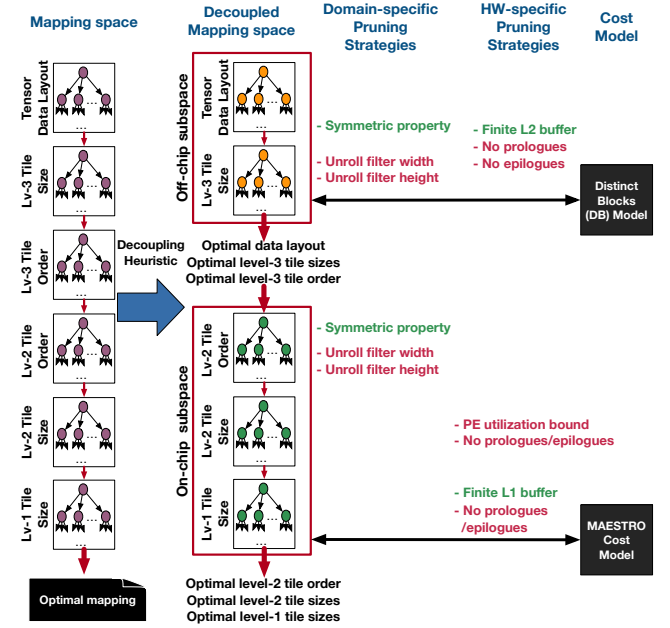 Mapping space
Decoupled
Mapping space
Domain-specific
Pruning
Strategies
HW-specific
Pruning
Strategies
Cost
Model
Tensor
Data Layout
...
Lv-3 Tile
Size
...
Lv-3 Tile
Order
...
Lv-2 Tile
Order
...
Lv-2 Tile
Size
...
Lv-1 Tile
Size
...
Optimal mapping
Decoupling
Heuristic
Off-chip subspace
Tensor
Data Layout
...
Lv-3 Tile
Size
...
Optimal data layout
Optimal level-3 tile sizes
Optimal level-3 tile order
On-chip subspace
Lv-2 Tile
Order
...
Lv-2 Tile
Size
...
Lv-1 Tile
Size
...
Optimal level-2 tile order
Optimal level-2 tile sizes
Optimal level-1 tile sizes
- Symmetric property
- Unroll filter width
- Unroll filter height
- Finite L2 buffer
- No prologues
- No epilogues
Distinct
Blocks
(DB) Model
- Symmetric property
- Unroll filter width
- Unroll filter height
- PE utilization bound
- No prologues/epilogues
- Finite L1 buffer
- No prologues
/epilogues
MAESTRO
Cost
Model